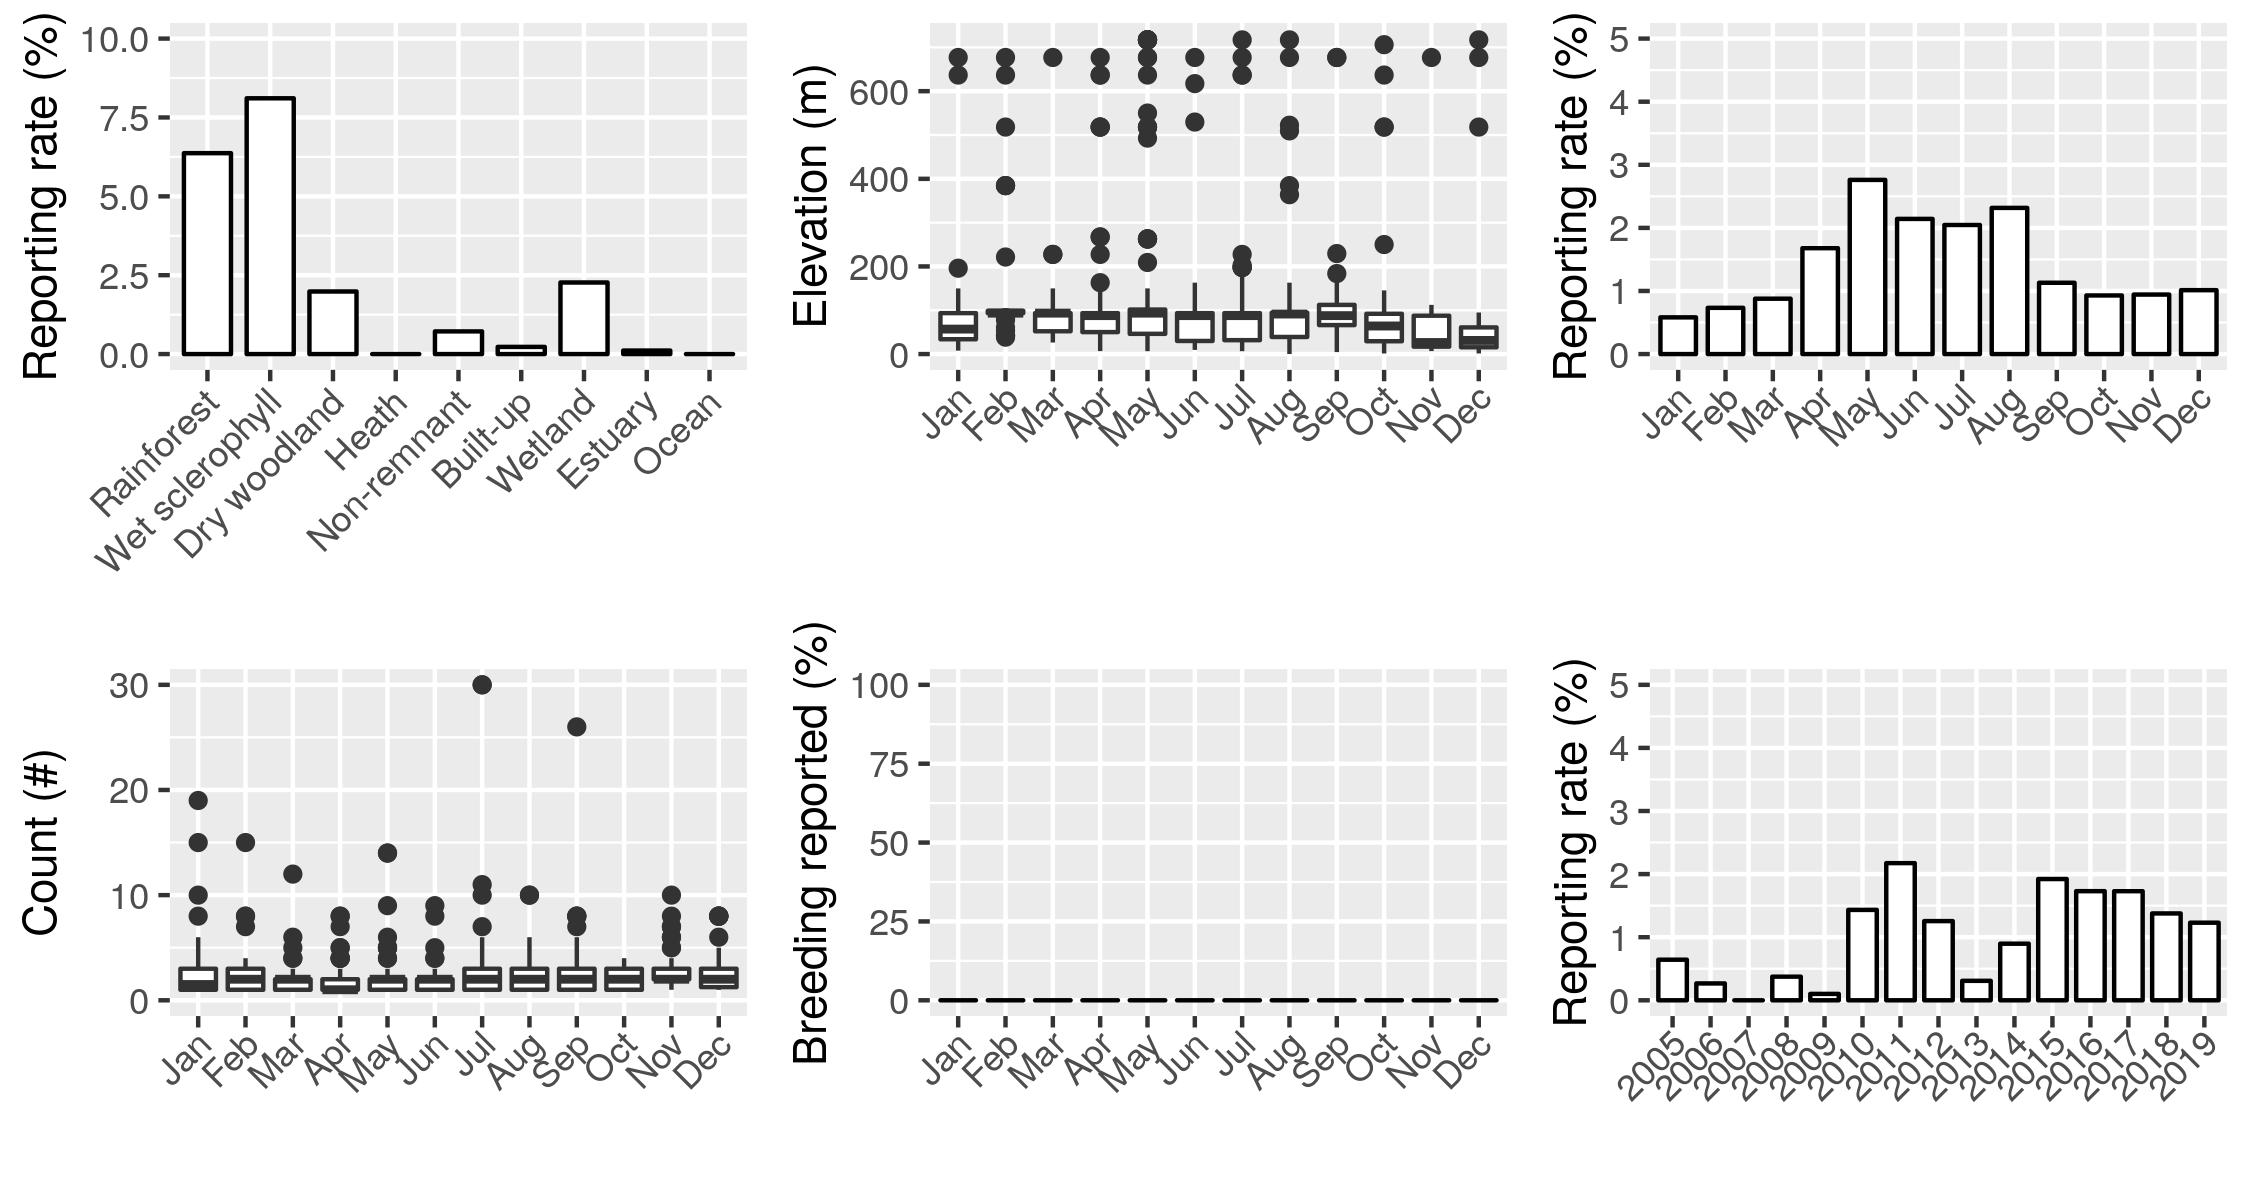 Reporting rate (%)
10.0
7.5
5.0
2.5
0.0
Rainforest
Wet sclerophyll
Dry woodland
Heath
Non-remnant
Built-up
Wetland
Estuary
Ocean
Elevation (m)
600
400
200
0
Jan
Feb
Mar
Apr
May
Jun
Jul
Aug
Sep
Oct
Nov
Dec
Reporting rate (%)
5
4
3
2
1
0
Jan
Feb
Mar
Apr
May
Jun
Jul
Aug
Sep
Oct
Nov
Dec
Count (#)
30
20
10
0
Jan
Feb
Mar
Apr
May
Jun
Jul
Aug
Sep
Oct
Nov
Dec
Breeding reported (%)
100
75
50
25
0
Jan
Feb
Mar
Apr
May
Jun
Jul
Aug
Sep
Oct
Nov
Dec
Reporting rate (%)
5
4
3
2
1
0
2005
2006
2007
2008
2009
2010
2011
2012
2013
2014
2015
2016
2017
2018
2019